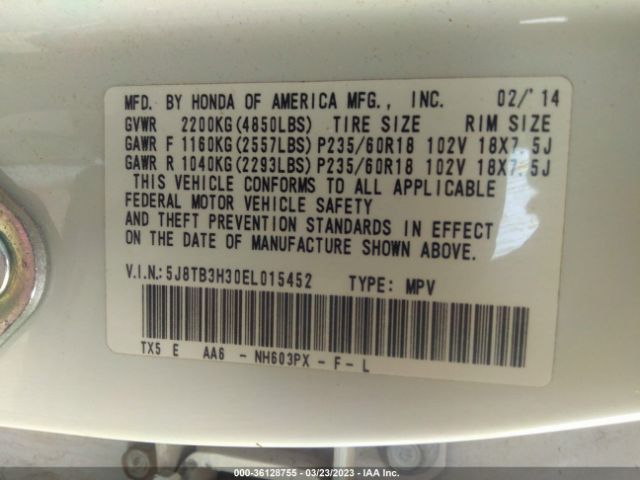 MFD. BY HONDA OF AMERICA MFG., INC. 02/'14
GVWR 2200KG(4850LBS) TIRE SIZE RIM SIZE
GAWR F 1160KG(2557LBS) P235/60R18 102V 18X7.5J
GAWR R 1040KG(2293LBS) P235/60R18 102V 18X7.5J
THIS VEHICLE CONFORMS TO ALL APPLICABLE
FEDERAL MOTOR VEHICLE SAFETY
AND THEFT PREVENTION STANDARDS IN EFFECT
ON THE DATE OF MANUFACTURE SHOWN ABOVE.
V.I.N.: 5J8TB3H30EL015452 TYPE: MPV
TX5 E AA6 - NH603PX - F - L
000-36128755 - 03/23/2023 - IAA Inc.